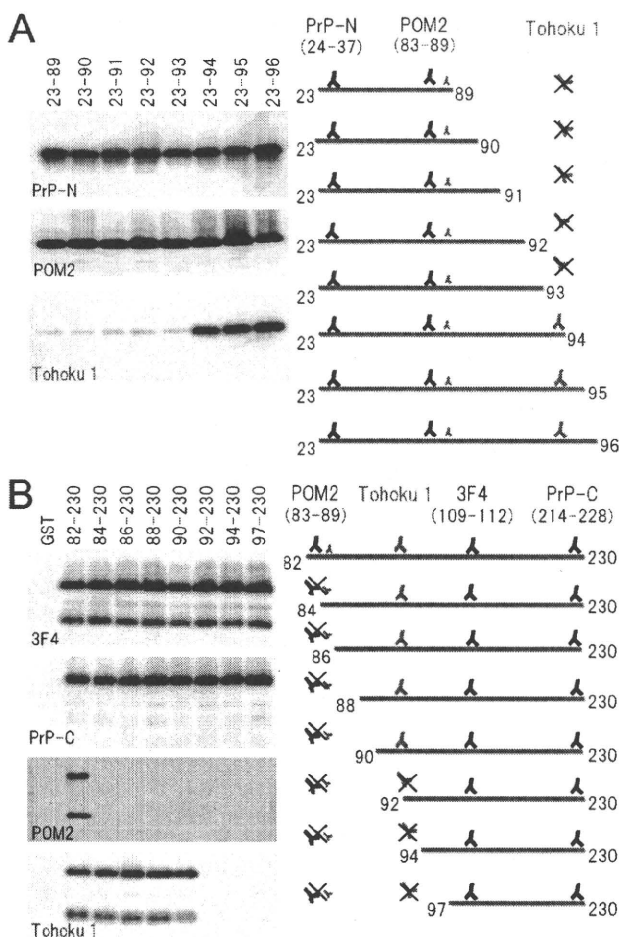 A
PrP-N POM2 Tohoku 1
(24-37) (83-89)
23-89 23-90 23-91 23-92 23-93 23-94 23-95 23-96
PrP-N
POM2
Tohoku 1
23 89
23 90
23 91
23 92
23 93
23 94
23 95
23 96
B
POM2 Tohoku 1 3F4 PrP-C
(83-89) (109-112) (214-228)
GST 82-230 84-230 86-230 88-230 90-230 92-230 94-230 97-230
3F4
PrP-C
POM2
Tohoku 1
82 230
84 230
86 230
88 230
90 230
92 230
94 230
97 230